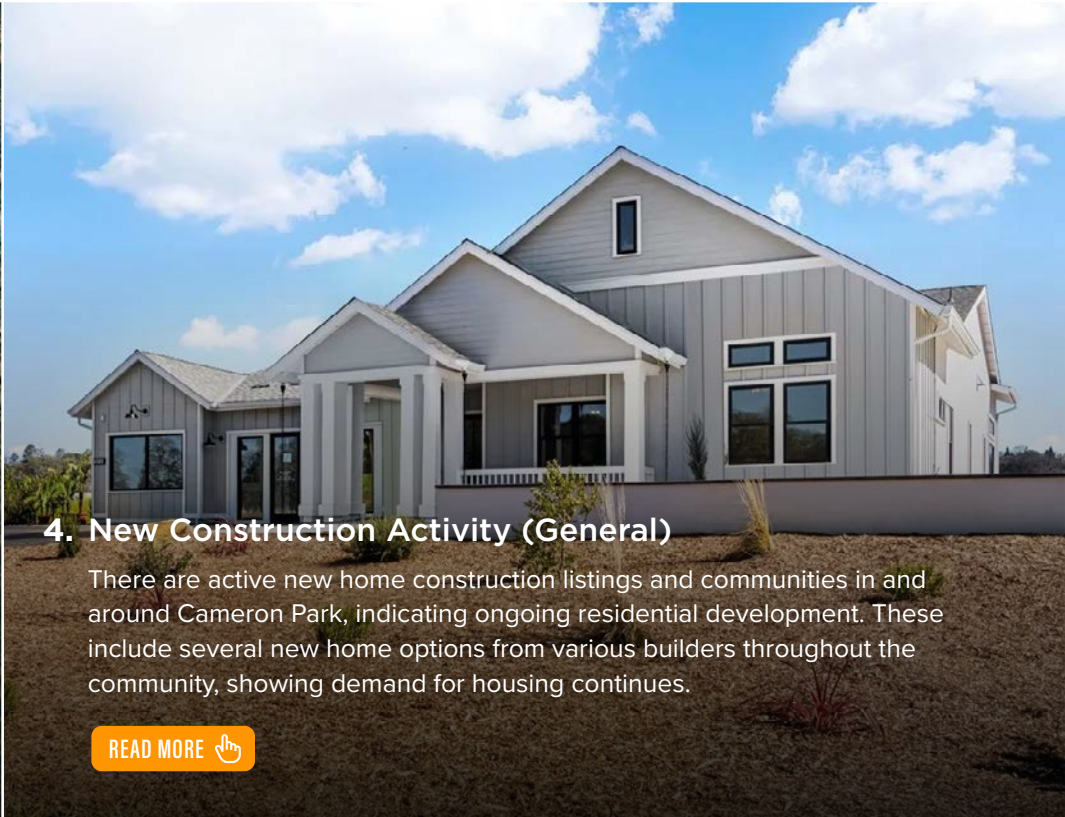 4. New Construction Activity (General)
There are active new home construction listings and communities in and
around Cameron Park, indicating ongoing residential development. These
include several new home options from various builders throughout the
community, showing demand for housing continues.
READ MORE